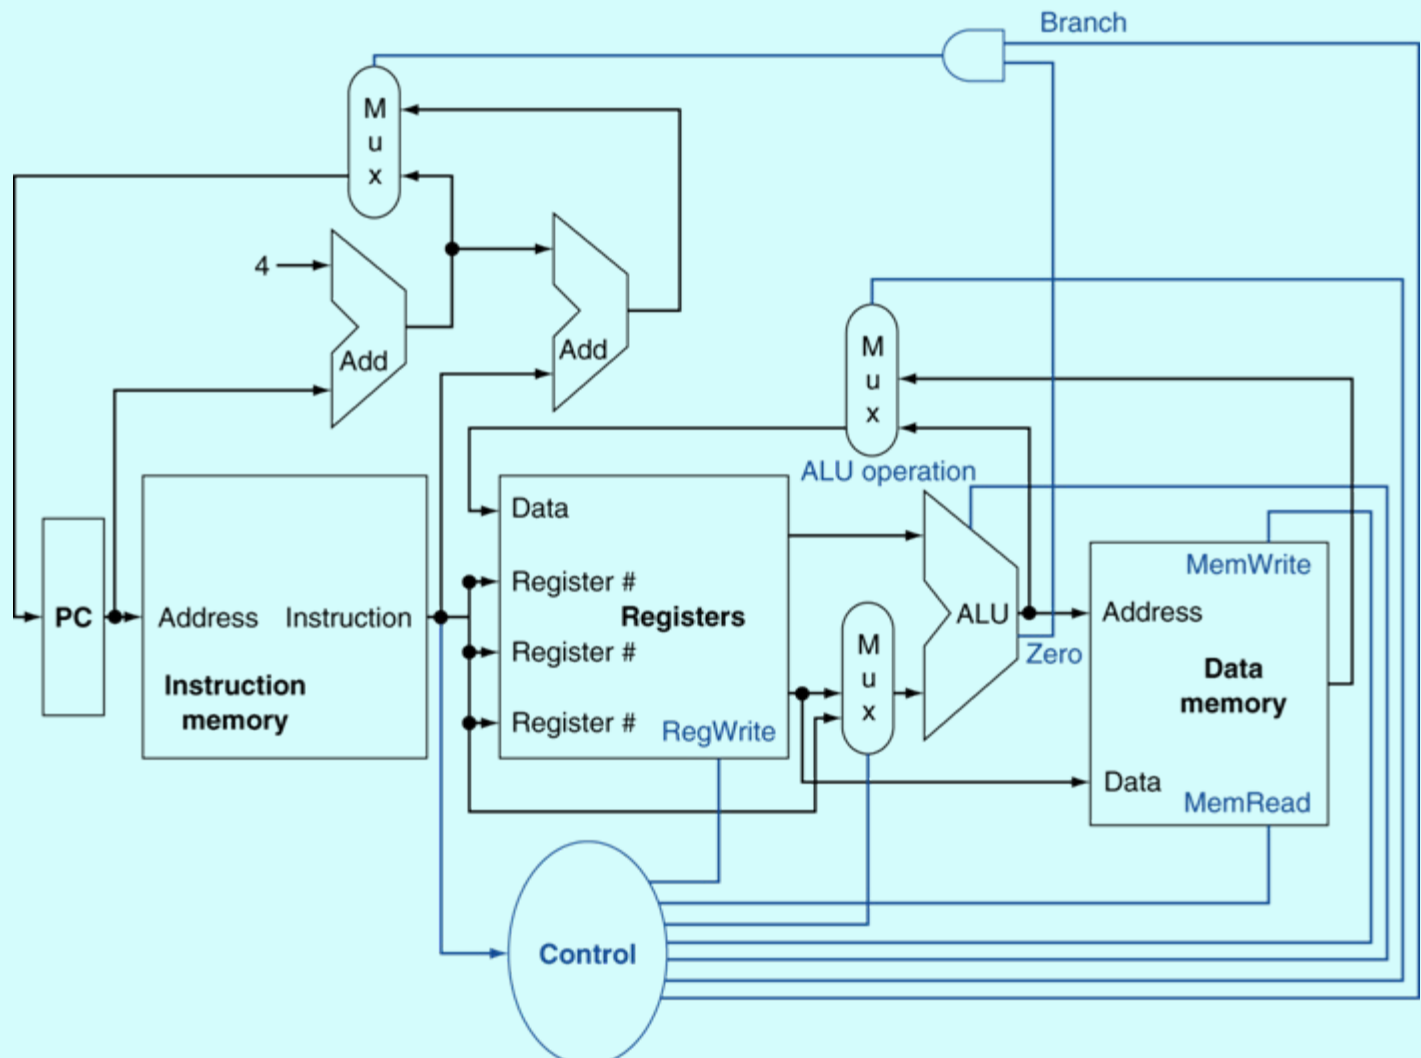 Branch
M
u
x
4
Add
Add
M
u
x
ALU operation
Data
Register #
Registers
Register #
Register #
RegWrite
PC
Address
Instruction
Instruction
memory
M
u
x
ALU
Zero
MemWrite
Address
Data
memory
Data
MemRead
Control